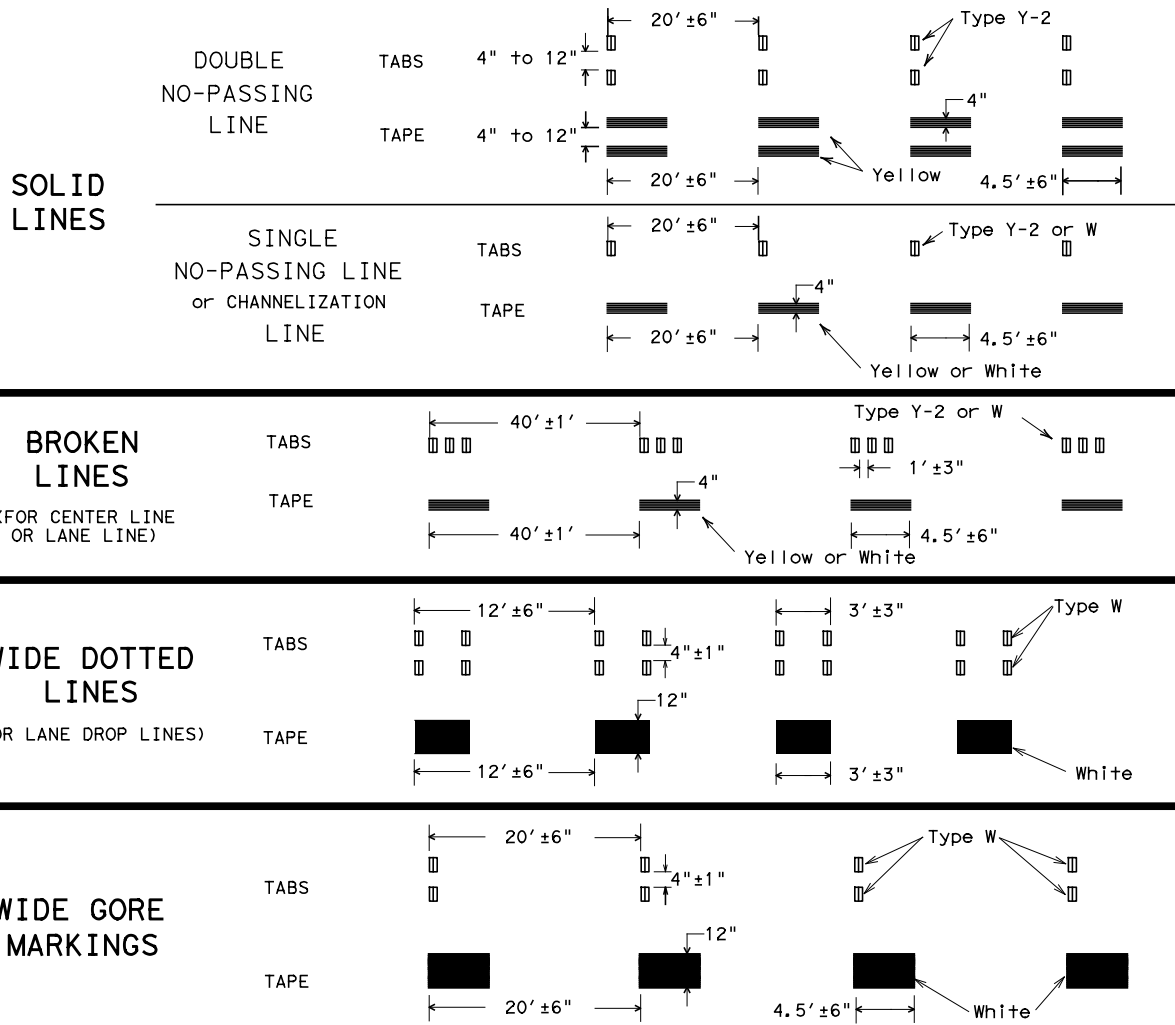 SOLID
LINES
DOUBLE
NO-PASSING
LINE
TABS
4" to 12"
20'±6"
Type Y-2
TAPE
4" to 12"
4"
Yellow
20'±6"
4.5'±6"
SINGLE
NO-PASSING LINE
or CHANNELIZATION
LINE
TABS
20'±6"
Type Y-2 or W
TAPE
4"
20'±6"
4.5'±6"
Yellow or White
BROKEN
LINES
(FOR CENTER LINE
OR LANE LINE)
TABS
40'±1'
Type Y-2 or W
1'±3"
TAPE
4"
40'±1'
4.5'±6"
Yellow or White
WIDE DOTTED
LINES
OR LANE DROP LINES)
TABS
12'±6"
3'±3"
Type W
4"±1"
TAPE
12"
12'±6"
3'±3"
White
WIDE GORE
MARKINGS
TABS
20'±6"
Type W
4"±1"
TAPE
12"
20'±6"
4.5'±6"
White